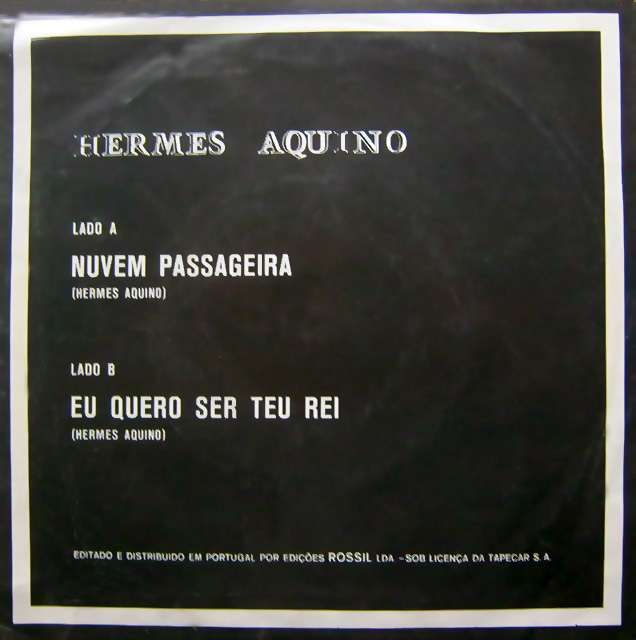 HERMES AQUINO
LADO A
NUVEM PASSAGEIRA
(HERMES AQUINO)
LADO B
EU QUERO SER TEU REI
(HERMES AQUINO)
EDITADO E DISTRIBUIDO EM PORTUGAL POR EDIÇÕES ROSSIL LDA - SOB LICENÇA DA TAPECAR S.A.